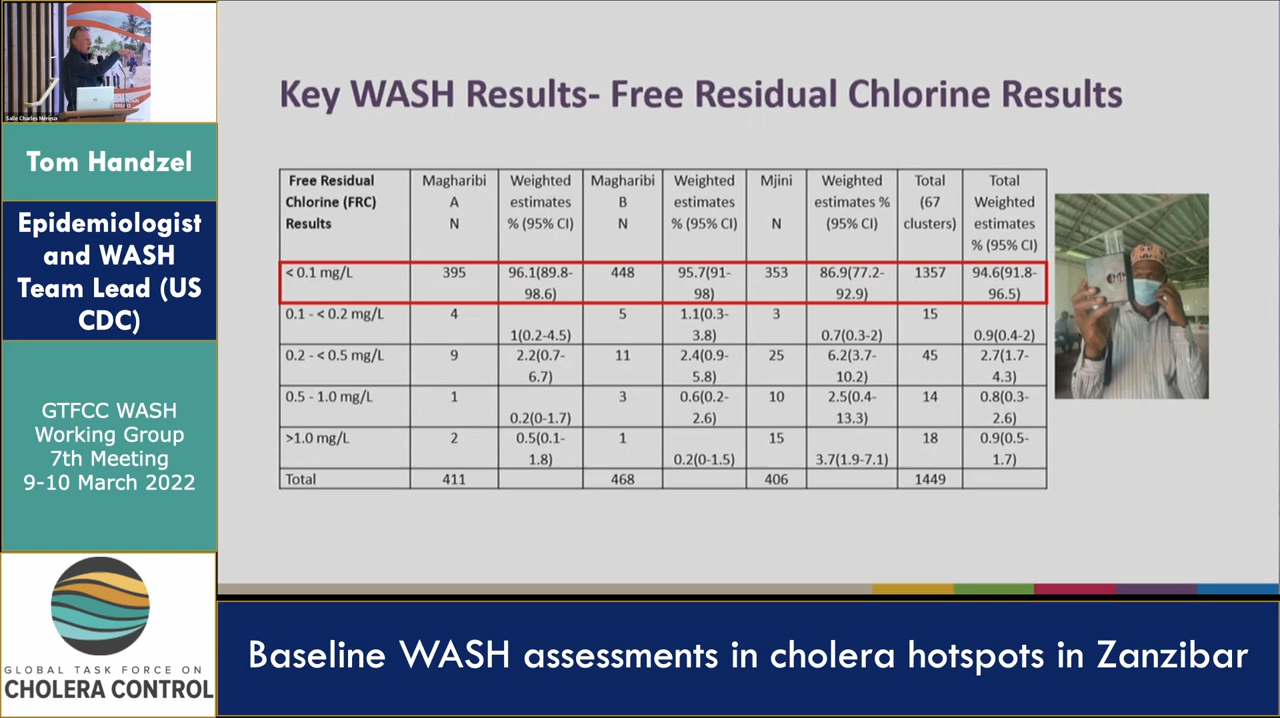 Salle Charles Mérieux
Tom Handzel
Epidemiologist
and WASH
Team Lead (US
CDC)
GTFCC WASH
Working Group
7th Meeting
9-10 March 2022
GLOBAL TASK FORCE ON
CHOLERA CONTROL
Key WASH Results- Free Residual Chlorine Results
Free Residual Chlorine (FRC) Results | Magharibi A N | Weighted estimates % (95% CI) | Magharibi B N | Weighted estimates % (95% CI) | Mjini N | Weighted estimates % (95% CI) | Total (67 clusters) | Total Weighted estimates % (95% CI)
< 0.1 mg/L | 395 | 96.1(89.8-98.6) | 448 | 95.7(91-98) | 353 | 86.9(77.2-92.9) | 1357 | 94.6(91.8-96.5)
0.1 - < 0.2 mg/L | 4 | 1(0.2-4.5) | 5 | 1.1(0.3-3.8) | 3 | 0.7(0.3-2) | 15 | 0.9(0.4-2)
0.2 - < 0.5 mg/L | 9 | 2.2(0.7-6.7) | 11 | 2.4(0.9-5.8) | 25 | 6.2(3.7-10.2) | 45 | 2.7(1.7-4.3)
0.5 - 1.0 mg/L | 1 | 0.2(0-1.7) | 3 | 0.6(0.2-2.6) | 10 | 2.5(0.4-13.3) | 14 | 0.8(0.3-2.6)
>1.0 mg/L | 2 | 0.5(0.1-1.8) | 1 | 0.2(0-1.5) | 15 | 3.7(1.9-7.1) | 18 | 0.9(0.5-1.7)
Total | 411 | | 468 | | 406 | | 1449 |
Baseline WASH assessments in cholera hotspots in Zanzibar